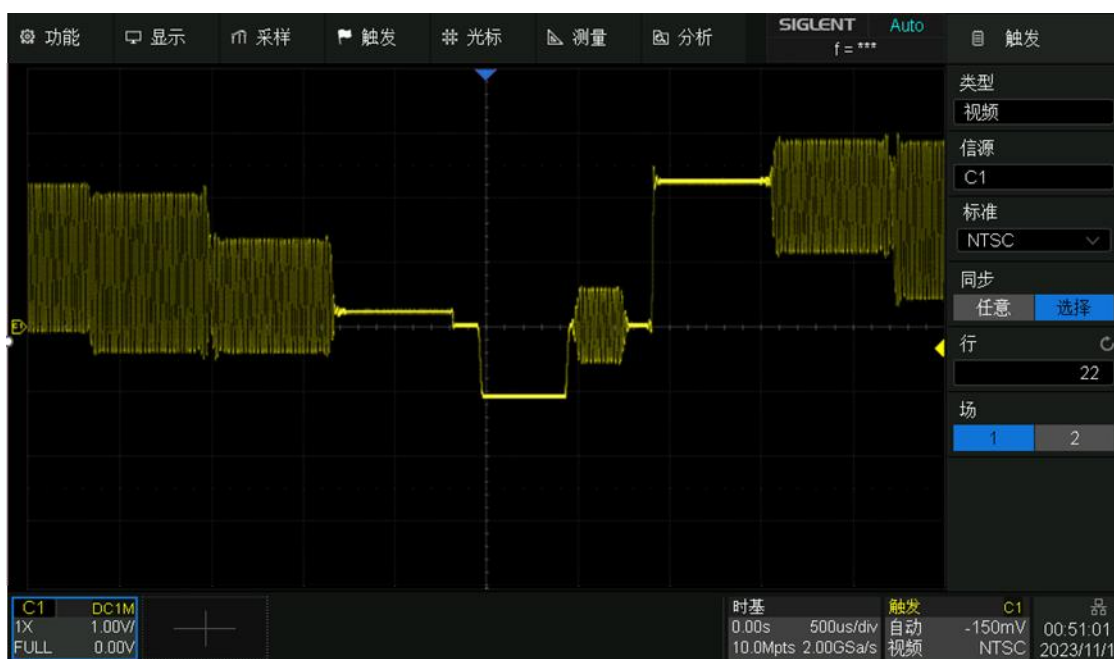 功能 显示 采样 触发 光标 测量 分析 SIGLENT Auto 触发
f = ***
类型
视频
信源
C1
标准
NTSC
同步
任意 选择
行
22
场
1 2
C1 DC1M
1X 1.00V/
FULL 0.00V
时基 触发 C1
0.00s 500us/div 自动 -150mV 00:51:01
10.0Mpts 2.00GSa/s 视频 NTSC 2023/11/1